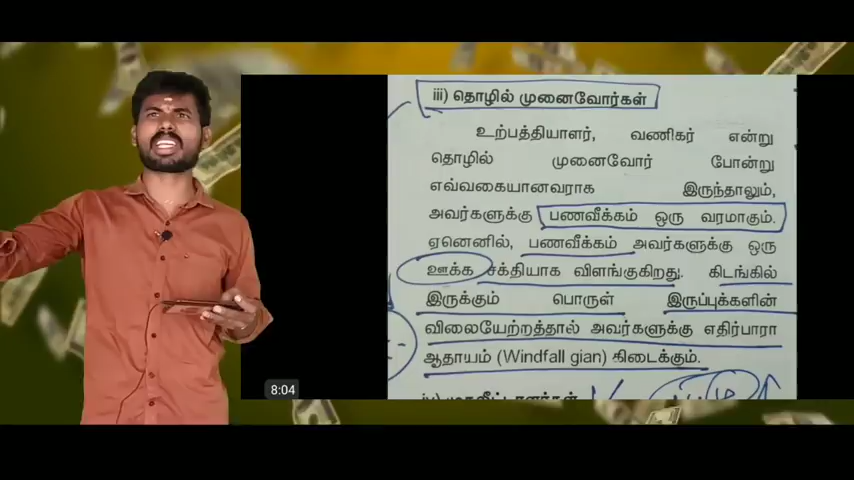 iii) தொழில் முனைவோர்கள்
உற்பத்தியாளர், வணிகர் என்று
தொழில் முனைவோர் போன்று
எவ்வகையானவராக இருந்தாலும்,
அவர்களுக்கு பணவீக்கம் ஒரு வரமாகும்.
ஏனெனில், பணவீக்கம் அவர்களுக்கு ஒரு
ஊக்க சக்தியாக விளங்குகிறது. கிடங்கில்
இருக்கும் பொருள் இருப்புக்களின்
விலையேற்றத்தால் அவர்களுக்கு எதிர்பாரா
ஆதாயம் (Windfall gian) கிடைக்கும்.
8:04